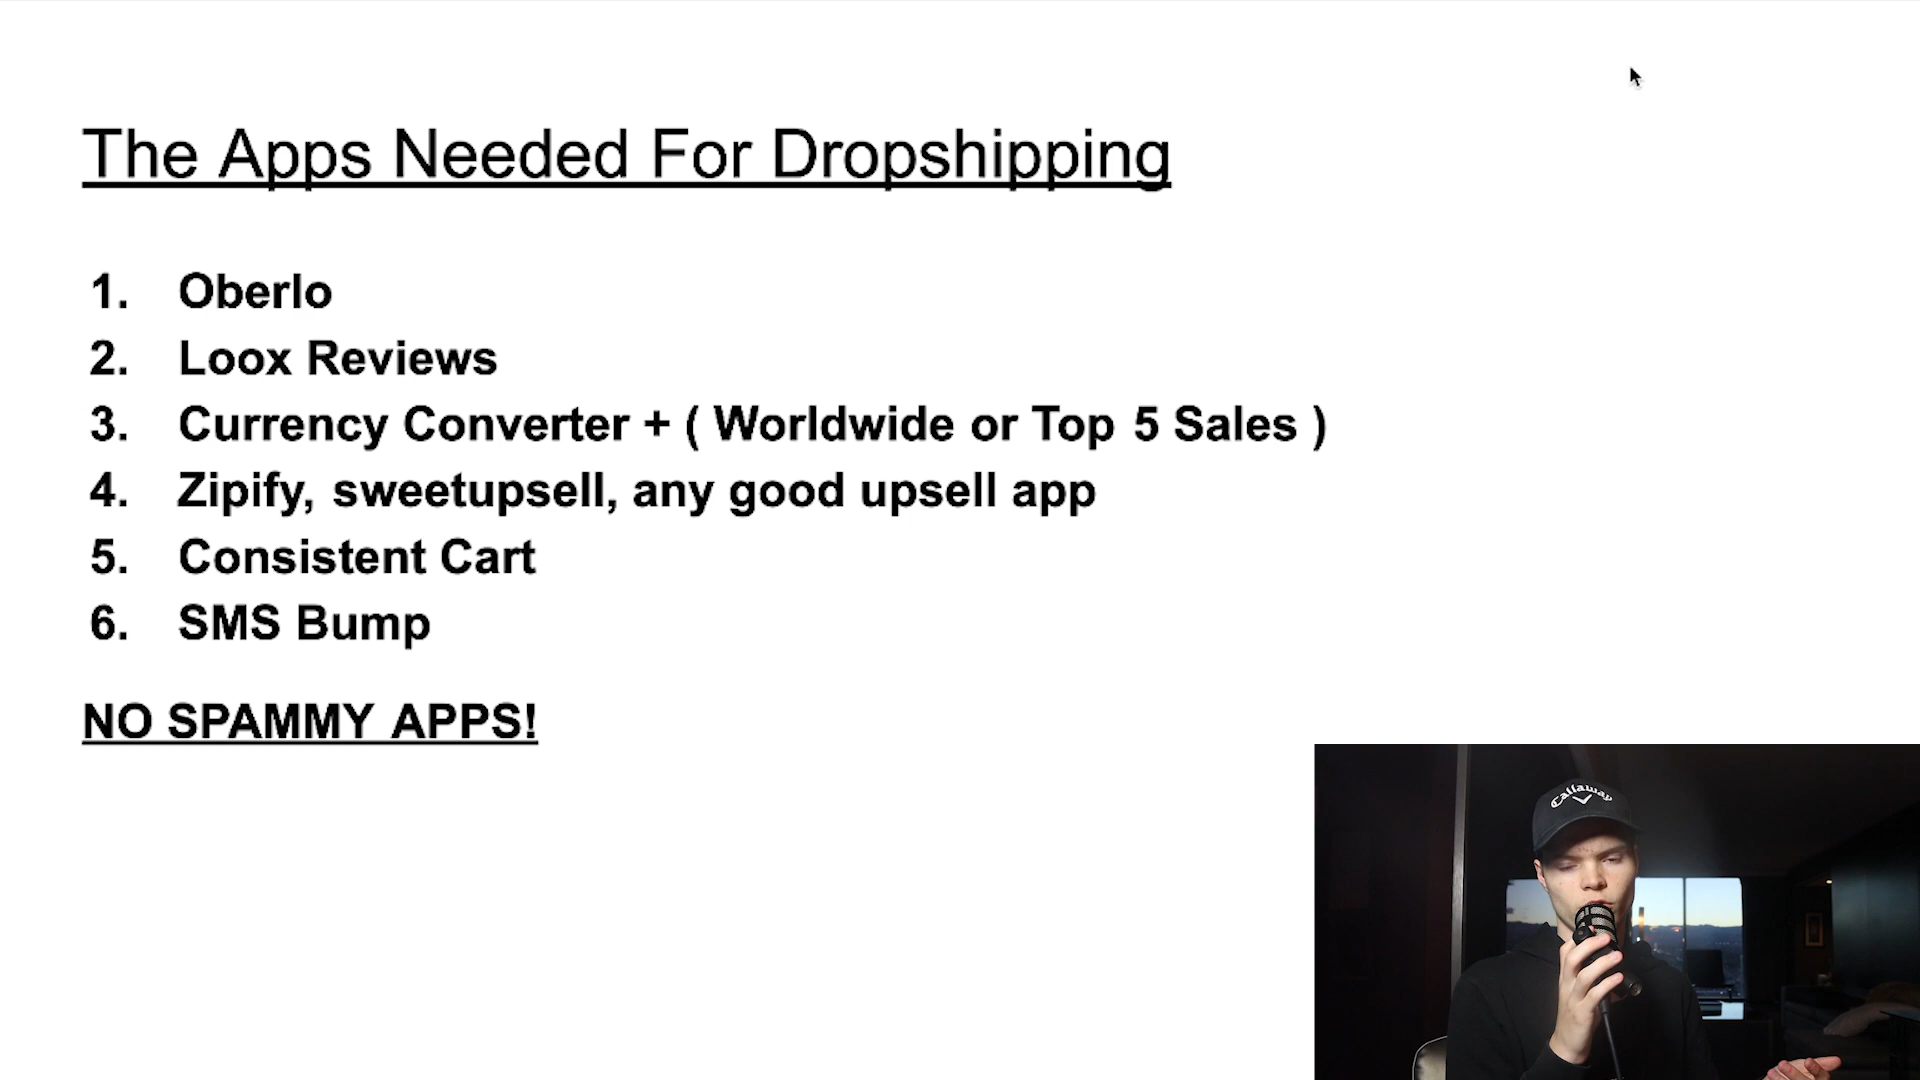 The Apps Needed For Dropshipping
1. Oberlo
2. Loox Reviews
3. Currency Converter + ( Worldwide or Top 5 Sales )
4. Zipify, sweetupsell, any good upsell app
5. Consistent Cart
6. SMS Bump
NO SPAMMY APPS!
Callaway